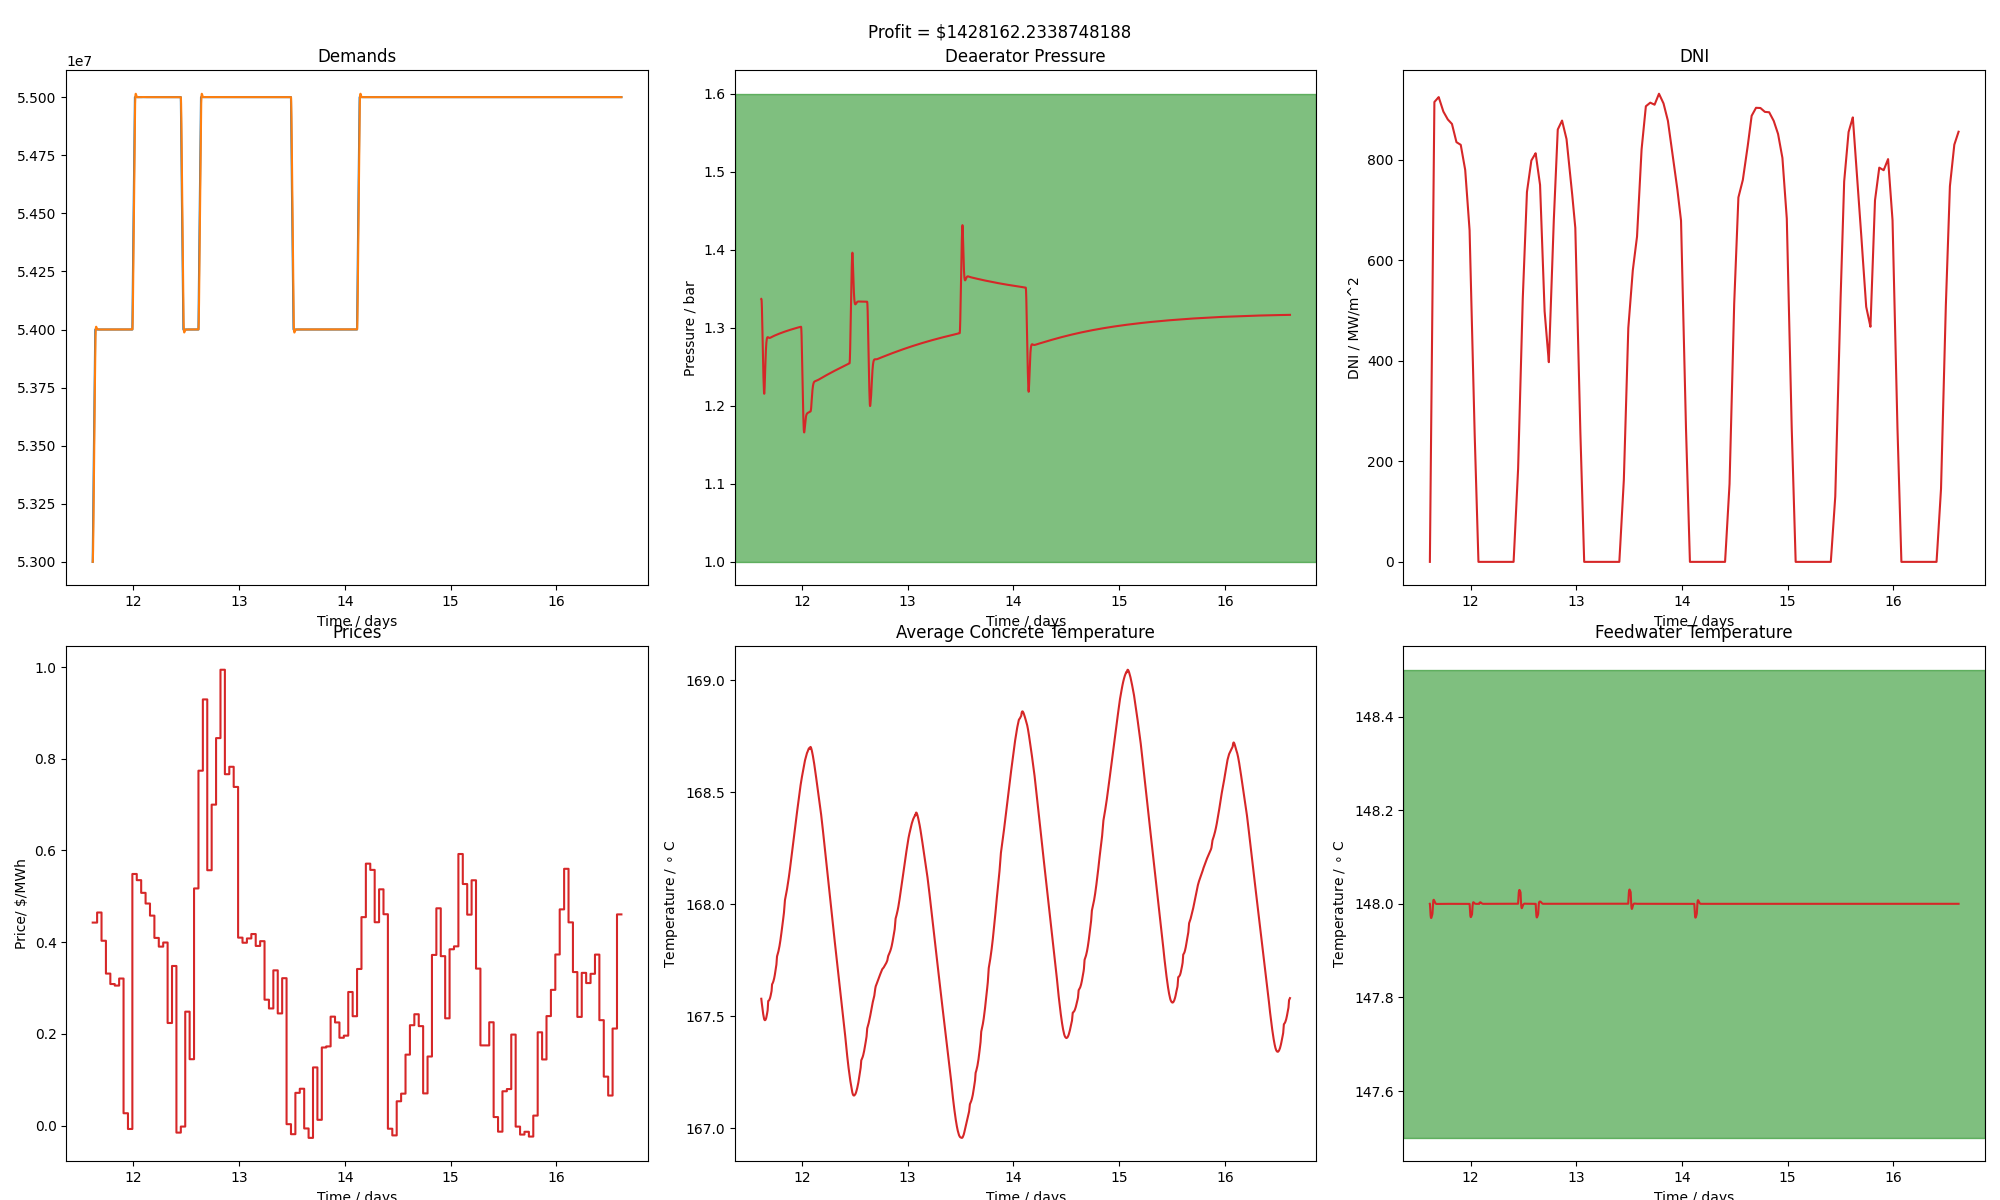 Profit = $1428162.2338748188
Demands
1e7
5.500
5.475
5.450
5.425
5.400
5.375
5.350
5.325
5.300
12 13 14 15 16
Time / days
Deaerator Pressure
Pressure / bar
1.6
1.5
1.4
1.3
1.2
1.1
1.0
12 13 14 15 16
Time / days
DNI
DNI / MW/m^2
800
600
400
200
0
12 13 14 15 16
Time / days
Prices
Price/ $/MWh
1.0
0.8
0.6
0.4
0.2
0.0
12 13 14 15 16
Time / days
Average Concrete Temperature
Temperature / ∘ C
169.0
168.5
168.0
167.5
167.0
12 13 14 15 16
Time / days
Feedwater Temperature
Temperature / ∘ C
148.4
148.2
148.0
147.8
147.6
12 13 14 15 16
Time / days